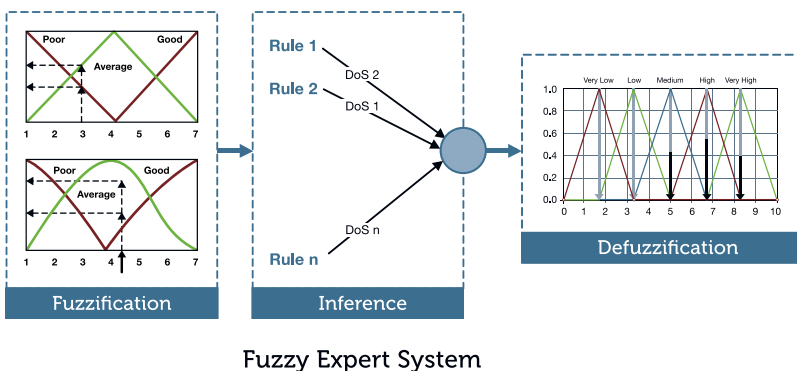 Poor Good
Average
1 2 3 4 5 6 7
Poor Good
Average
1 2 3 4 5 6 7
Fuzzification
Rule 1
DoS 2
Rule 2
DoS 1
DoS n
Rule n
Inference
Very Low Low Medium High Very High
1.0
0.8
0.6
0.4
0.2
0.0
0 1 2 3 4 5 6 7 8 9 10
Defuzzification
Fuzzy Expert System